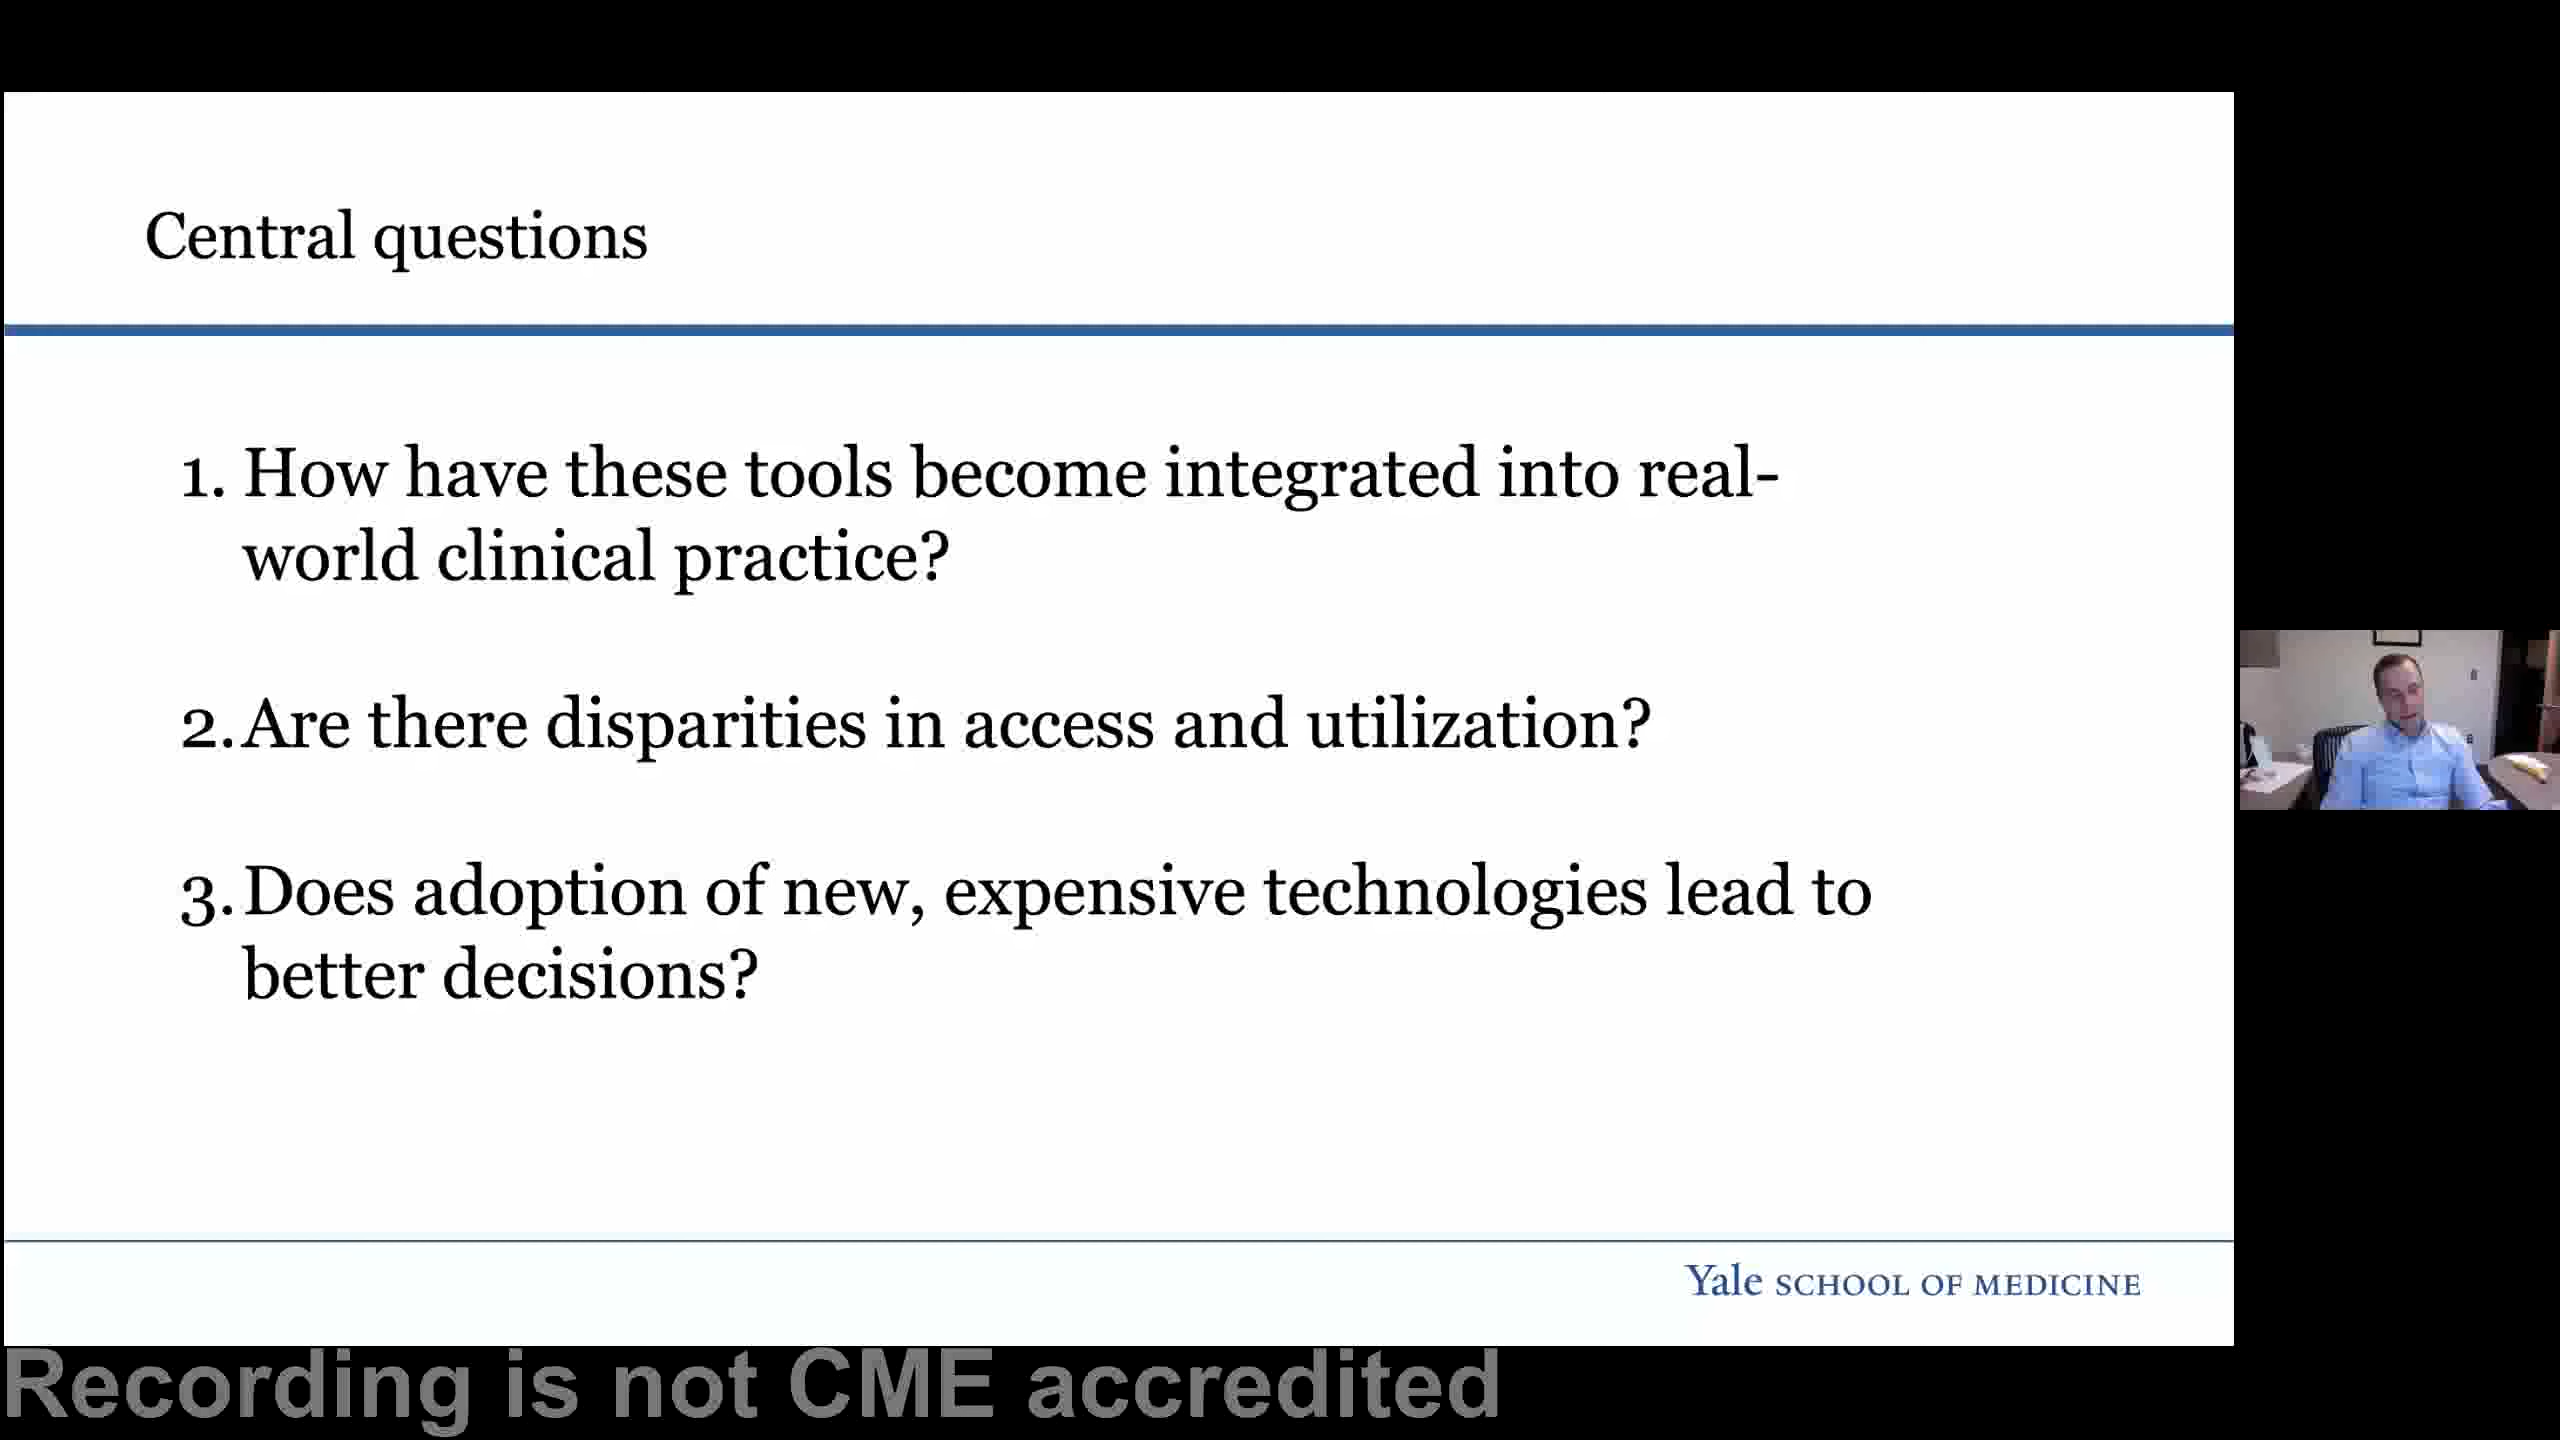 Central questions
1. How have these tools become integrated into real-
world clinical practice?
2. Are there disparities in access and utilization?
3. Does adoption of new, expensive technologies lead to
better decisions?
Yale SCHOOL OF MEDICINE
Recording is not CME accredited